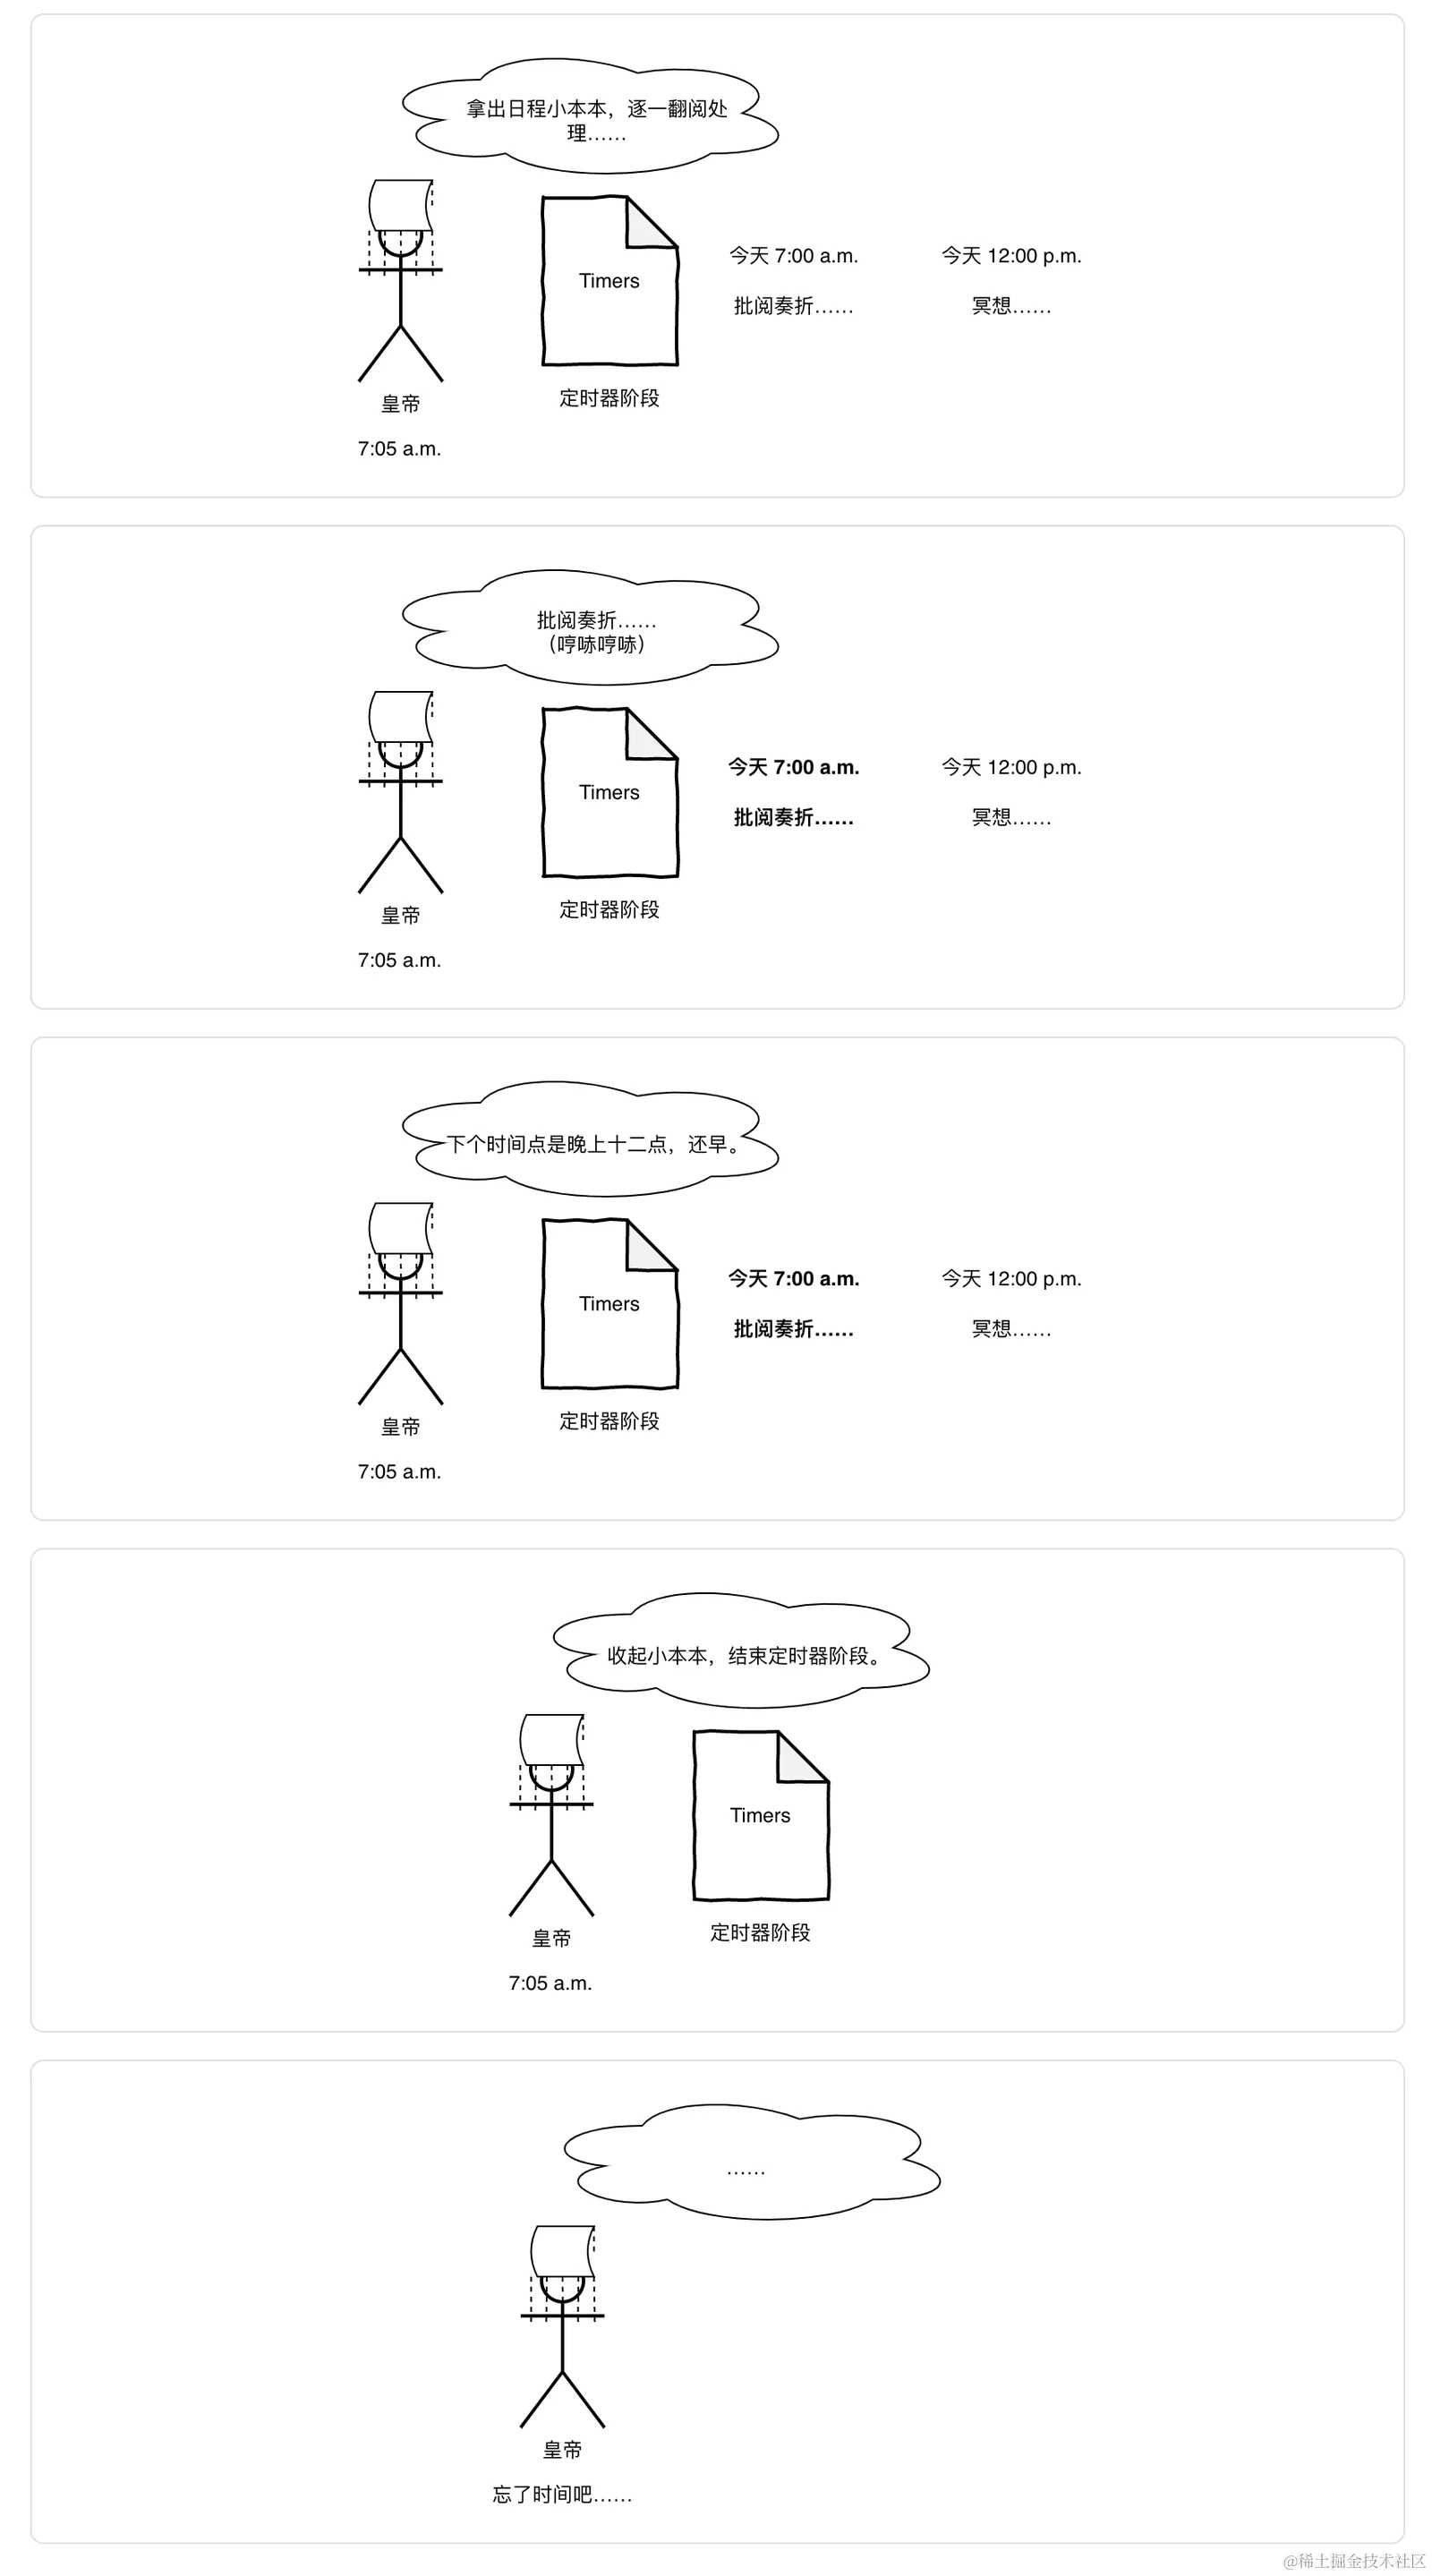 拿出日程小本本，逐一翻阅处
理……
Timers
今天 7:00 a.m.
今天 12:00 p.m.
批阅奏折……
冥想……
定时器阶段
皇帝
7:05 a.m.
批阅奏折……
（哼哧哼哧）
Timers
今天 7:00 a.m.
今天 12:00 p.m.
批阅奏折……
冥想……
定时器阶段
皇帝
7:05 a.m.
下个时间点是晚上十二点，还早。
Timers
今天 7:00 a.m.
今天 12:00 p.m.
批阅奏折……
冥想……
定时器阶段
皇帝
7:05 a.m.
收起小本本，结束定时器阶段。
Timers
定时器阶段
皇帝
7:05 a.m.
……
皇帝
忘了时间吧……
@稀土掘金技术社区